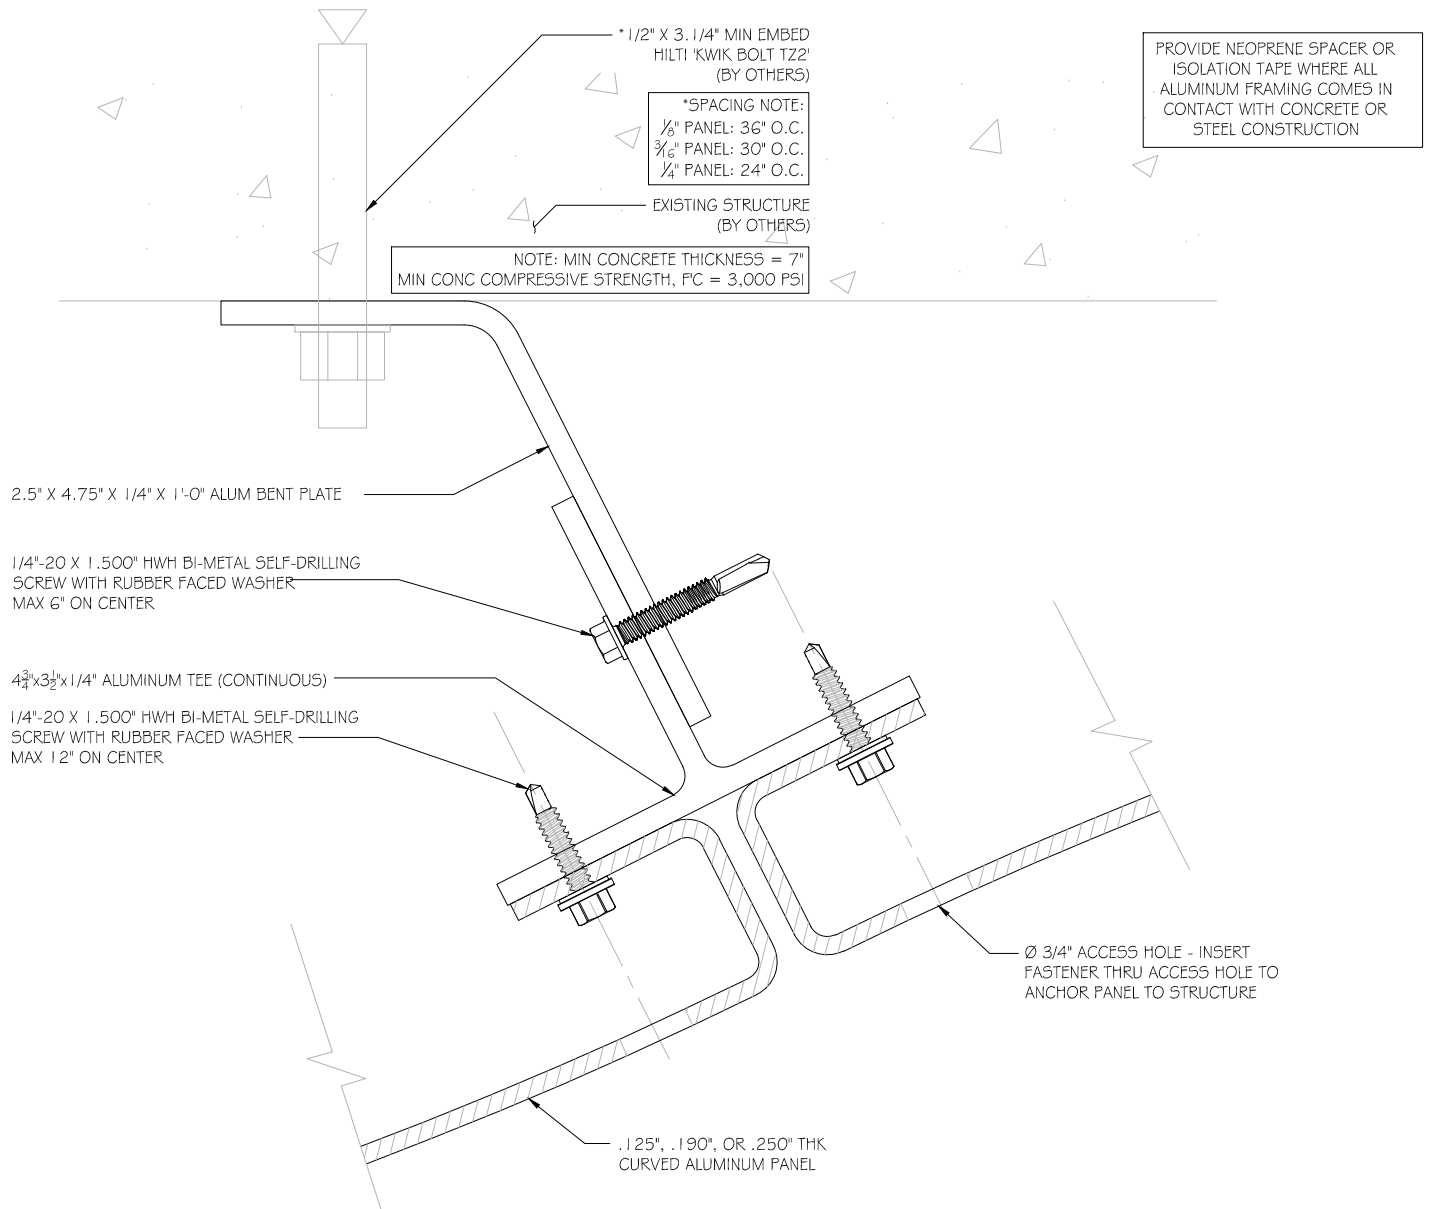 *1/2" X 3.1/4" MIN EMBED
HILTI 'KWIK BOLT TZ2'
(BY OTHERS)
*SPACING NOTE:
1/8" PANEL: 36" O.C.
3/16" PANEL: 30" O.C.
1/4" PANEL: 24" O.C.
EXISTING STRUCTURE
(BY OTHERS)
NOTE: MIN CONCRETE THICKNESS = 7"
MIN CONC COMPRESSIVE STRENGTH, F'C = 3,000 PSI
PROVIDE NEOPRENE SPACER OR
ISOLATION TAPE WHERE ALL
ALUMINUM FRAMING COMES IN
CONTACT WITH CONCRETE OR
STEEL CONSTRUCTION
2.5" X 4.75" X 1/4" X 1'-0" ALUM BENT PLATE
1/4"-20 X 1.500" HWH BI-METAL SELF-DRILLING
SCREW WITH RUBBER FACED WASHER
MAX 6" ON CENTER
4 3/4"x3 1/2"x1/4" ALUMINUM TEE (CONTINUOUS)
1/4"-20 X 1.500" HWH BI-METAL SELF-DRILLING
SCREW WITH RUBBER FACED WASHER
MAX 12" ON CENTER
Ø 3/4" ACCESS HOLE - INSERT
FASTENER THRU ACCESS HOLE TO
ANCHOR PANEL TO STRUCTURE
.125", .190", OR .250" THK
CURVED ALUMINUM PANEL